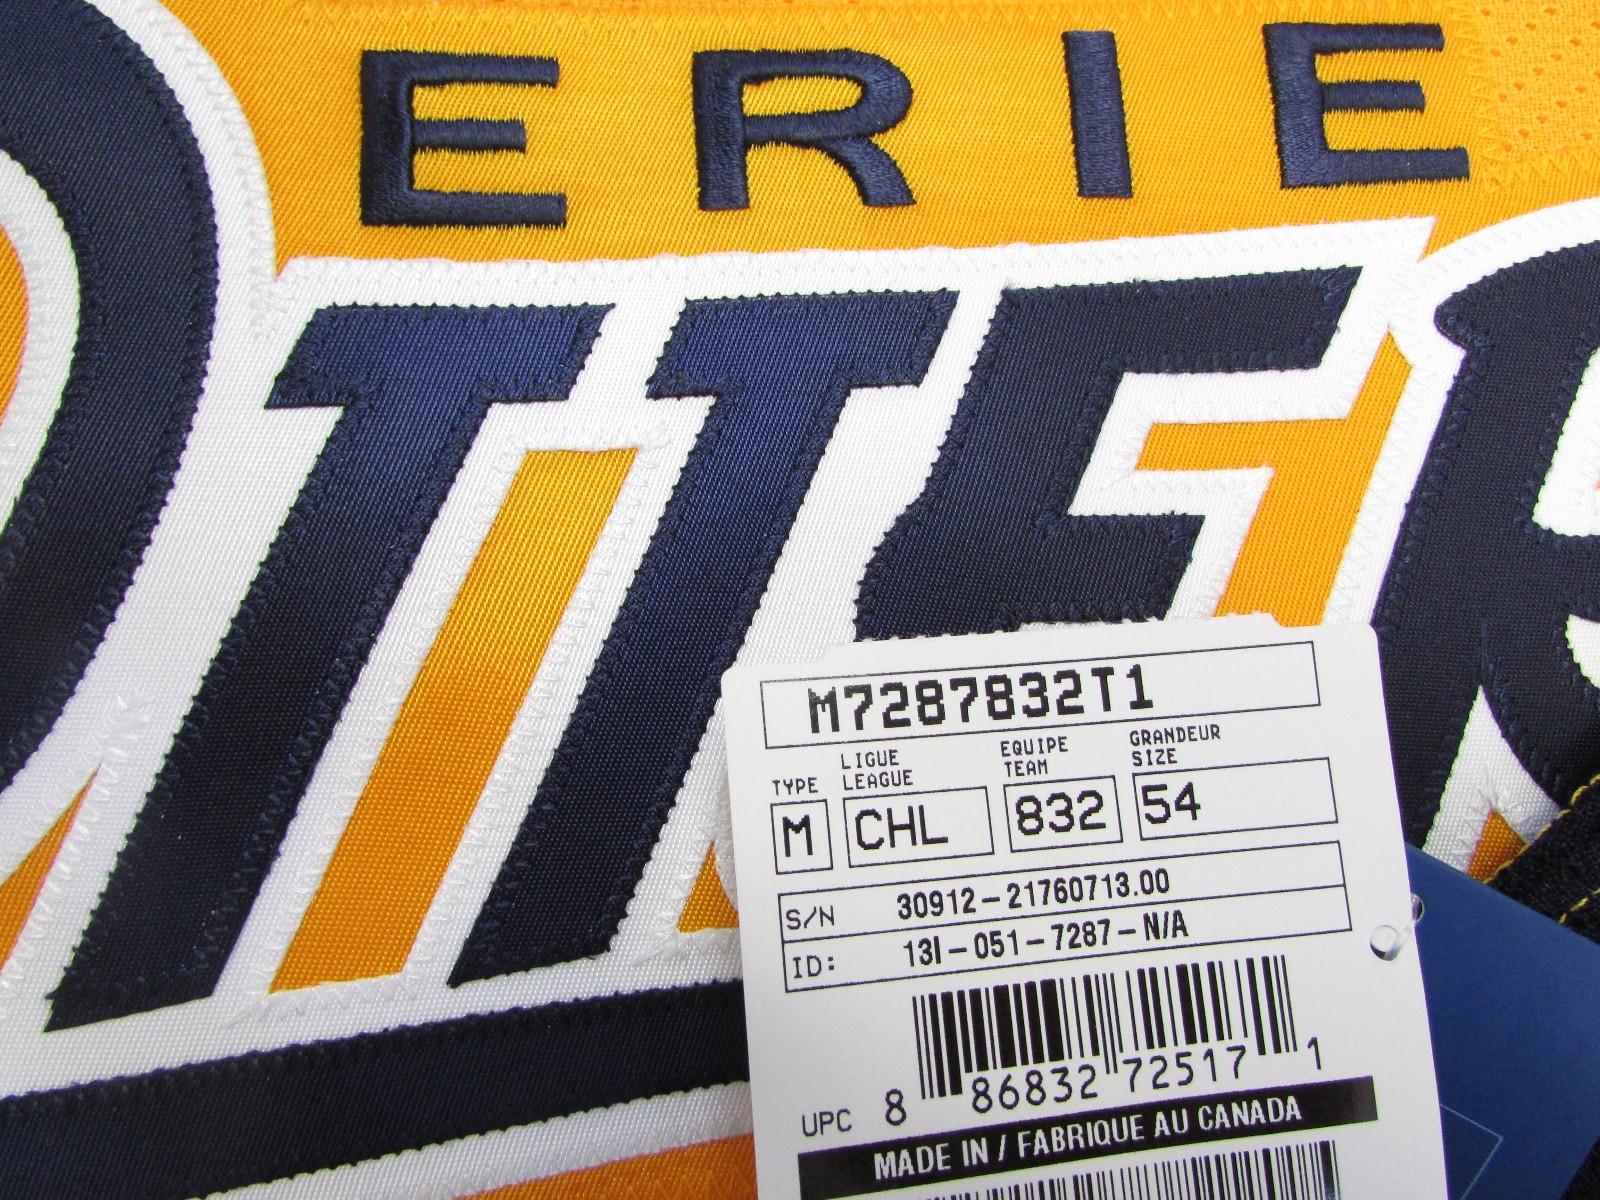 ERIE
OTTER
M7287832T1
TYPE
LIGUE
LEAGUE
EQUIPE
TEAM
GRANDEUR
SIZE
M
CHL
832
54
S/N 30912-21760713.00
ID: 13I-051-7287-N/A
UPC 8 86832 72517 1
MADE IN / FABRIQUE AU CANADA